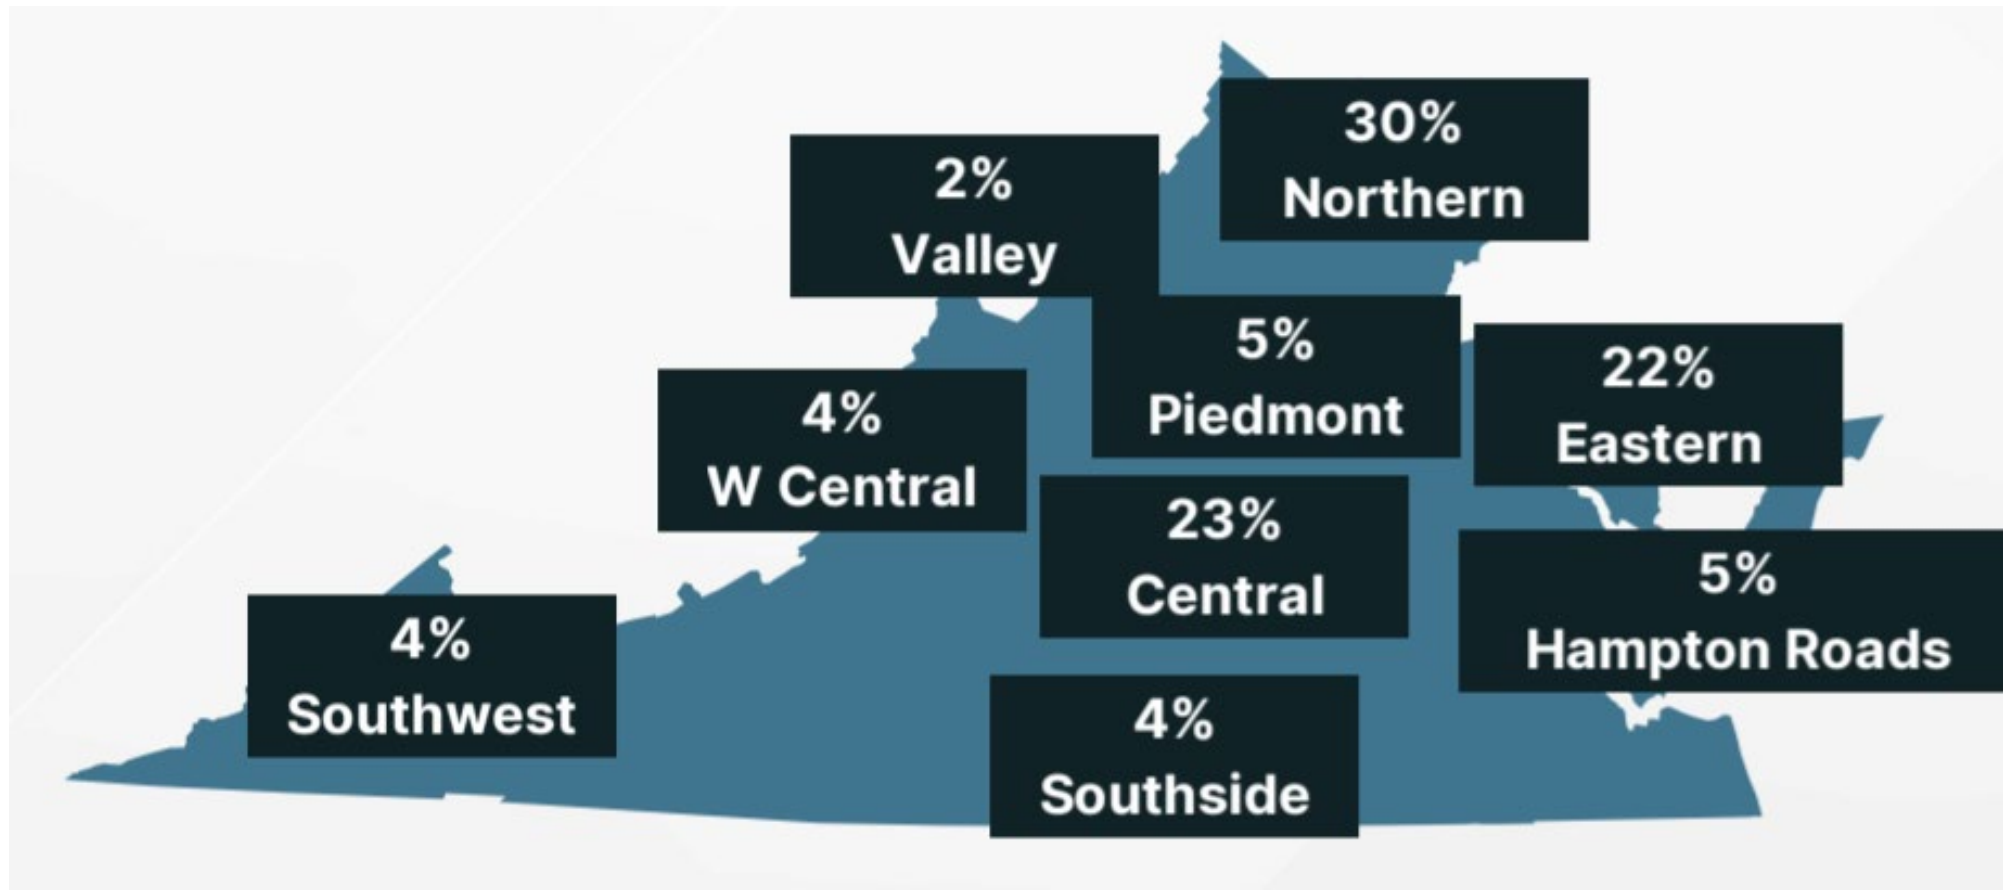 30%
Northern
2%
Valley
5%
Piedmont
22%
Eastern
4%
W Central
23%
Central
5%
Hampton Roads
4%
Southwest
4%
Southside